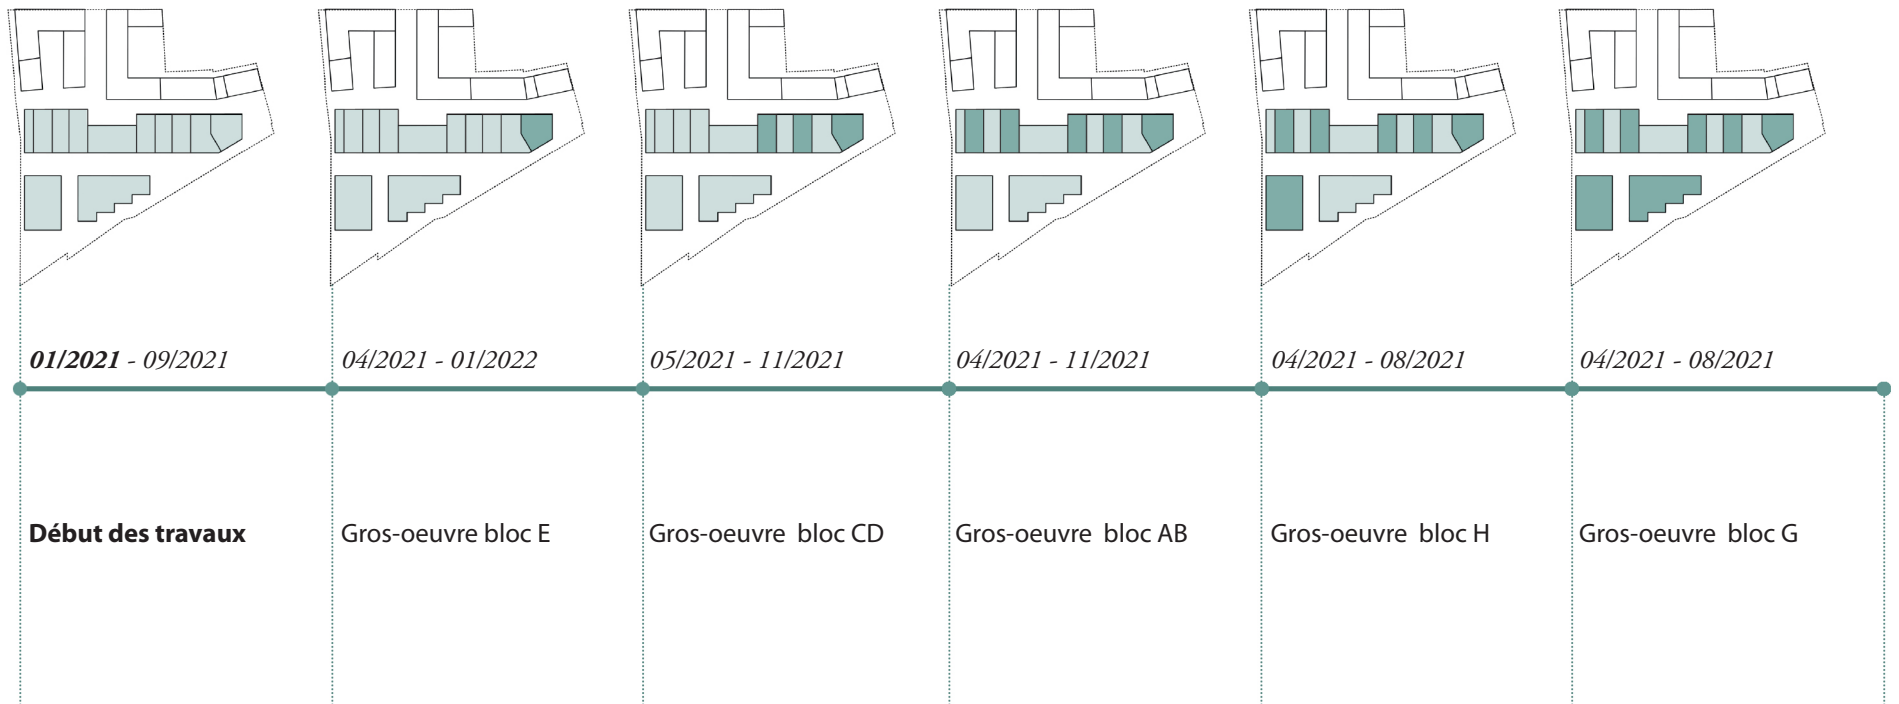 01/2021 - 09/2021
04/2021 - 01/2022
05/2021 - 11/2021
04/2021 - 11/2021
04/2021 - 08/2021
04/2021 - 08/2021
Début des travaux
Gros-oeuvre bloc E
Gros-oeuvre bloc CD
Gros-oeuvre bloc AB
Gros-oeuvre bloc H
Gros-oeuvre bloc G